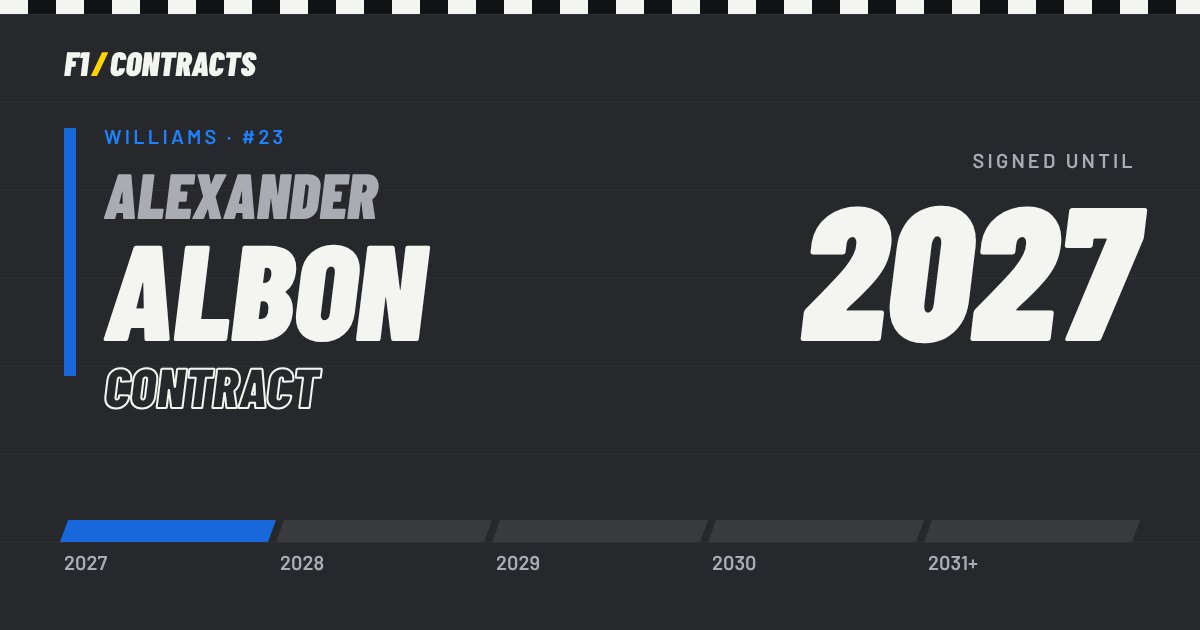 F1/CONTRACTS
WILLIAMS · #23
ALEXANDER
ALBON
CONTRACT
SIGNED UNTIL
2027
2027
2028
2029
2030
2031+